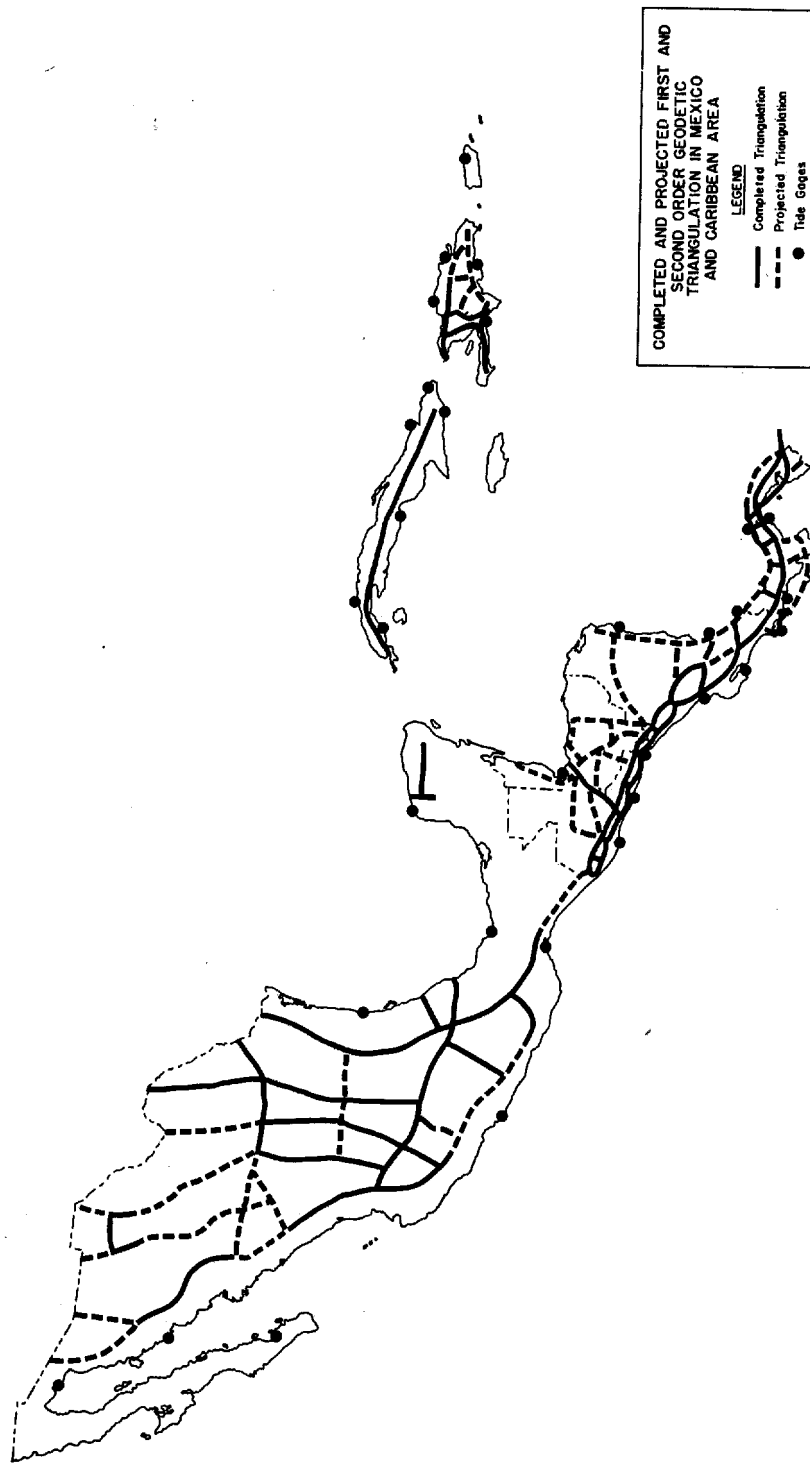 COMPLETED AND PROJECTED FIRST AND
SECOND ORDER GEODETIC
TRIANGULATION IN MEXICO
AND CARIBBEAN AREA
LEGEND
Completed Triangulation
Projected Triangulation
Tide Gages